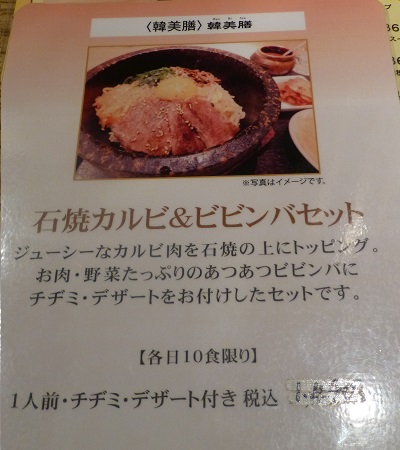 〈韓美膳〉韓美膳
※写真はイメージです。
石焼カルビ&ビビンバセット
ジューシーなカルビ肉を石焼の上にトッピング。
お肉・野菜たっぷりのあつあつビビンバに
チヂミ・デザートをお付けしたセットです。
【各日10食限り】
1人前・チヂミ・デザート付き 税込